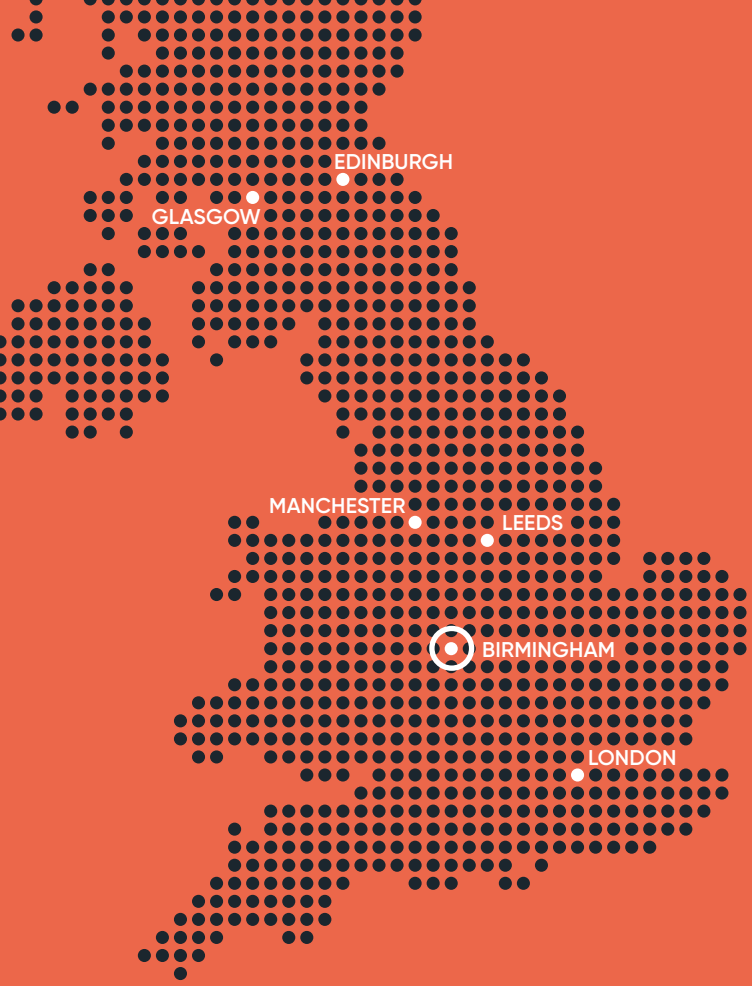 EDINBURGH
GLASGOW
MANCHESTER
LEEDS
BIRMINGHAM
LONDON